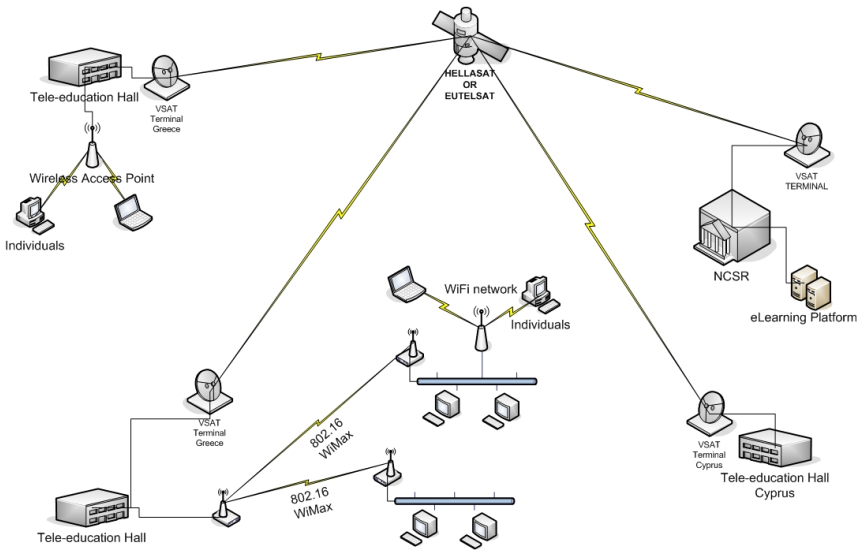 HELLASAT
OR
EUTELSAT
Tele-education Hall
VSAT
Terminal
Greece
Wireless Access Point
Individuals
VSAT
TERMINAL
NCSR
eLearning Platform
WiFi network
Individuals
VSAT
Terminal
Greece
802.16
WiMax
802.16
WiMax
Tele-education Hall
VSAT
Terminal
Cyprus
Tele-education Hall
Cyprus